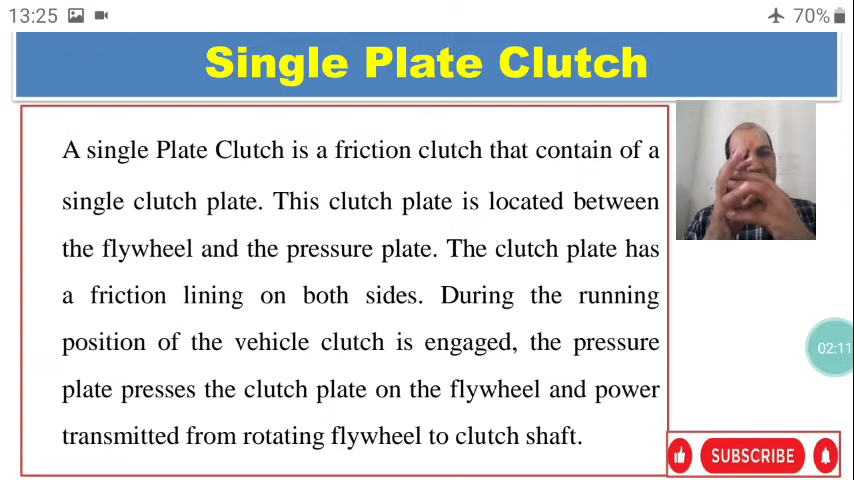 13:25
70%
Single Plate Clutch
A single Plate Clutch is a friction clutch that contain of a
single clutch plate. This clutch plate is located between
the flywheel and the pressure plate. The clutch plate has
a friction lining on both sides. During the running
position of the vehicle clutch is engaged, the pressure
plate presses the clutch plate on the flywheel and power
transmitted from rotating flywheel to clutch shaft.
02:11
SUBSCRIBE